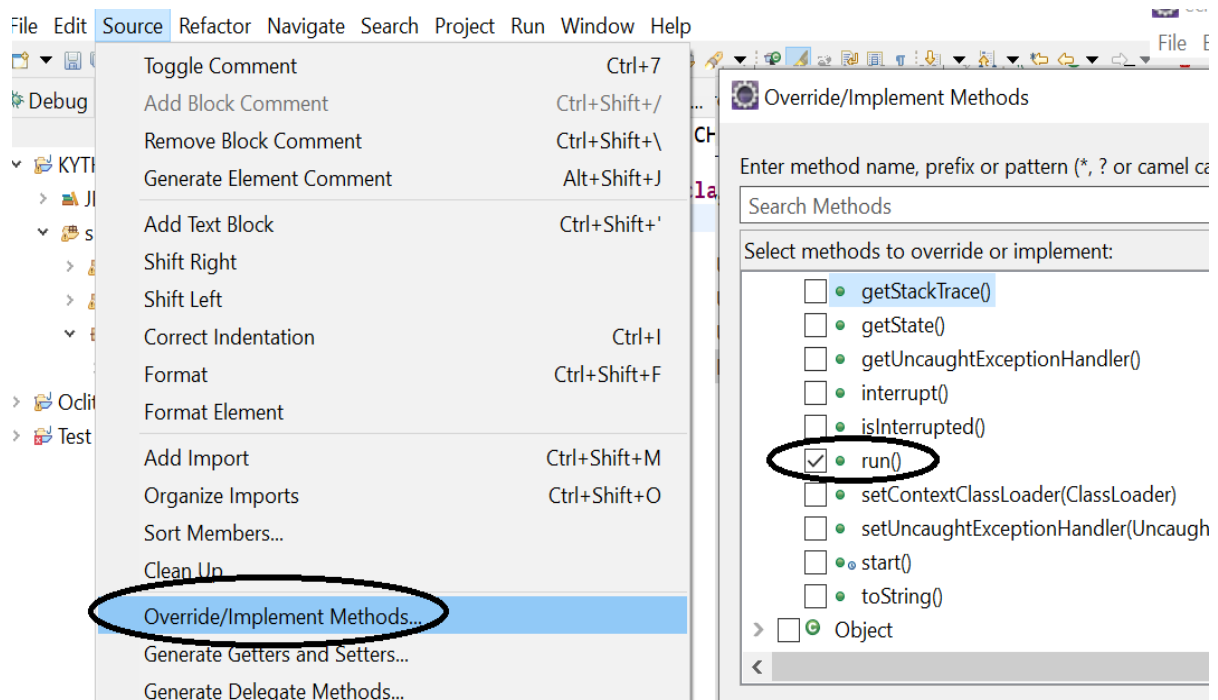 File Edit Source Refactor Navigate Search Project Run Window Help
File
Debug
Toggle Comment Ctrl+7
Add Block Comment Ctrl+Shift+/
Remove Block Comment Ctrl+Shift+\
Generate Element Comment Alt+Shift+J
Add Text Block Ctrl+Shift+'
Shift Right
Shift Left
Correct Indentation Ctrl+I
Format Ctrl+Shift+F
Format Element
Add Import Ctrl+Shift+M
Organize Imports Ctrl+Shift+O
Sort Members...
Clean Up
Override/Implement Methods...
Generate Getters and Setters...
Generate Delegate Methods...
KYTH
Oclit
Test
Override/Implement Methods
Enter method name, prefix or pattern (*, ? or camel ca
Search Methods
Select methods to override or implement:
getStackTrace()
getState()
getUncaughtExceptionHandler()
interrupt()
isInterrupted()
run()
setContextClassLoader(ClassLoader)
setUncaughtExceptionHandler(Uncaugh
start()
toString()
Object